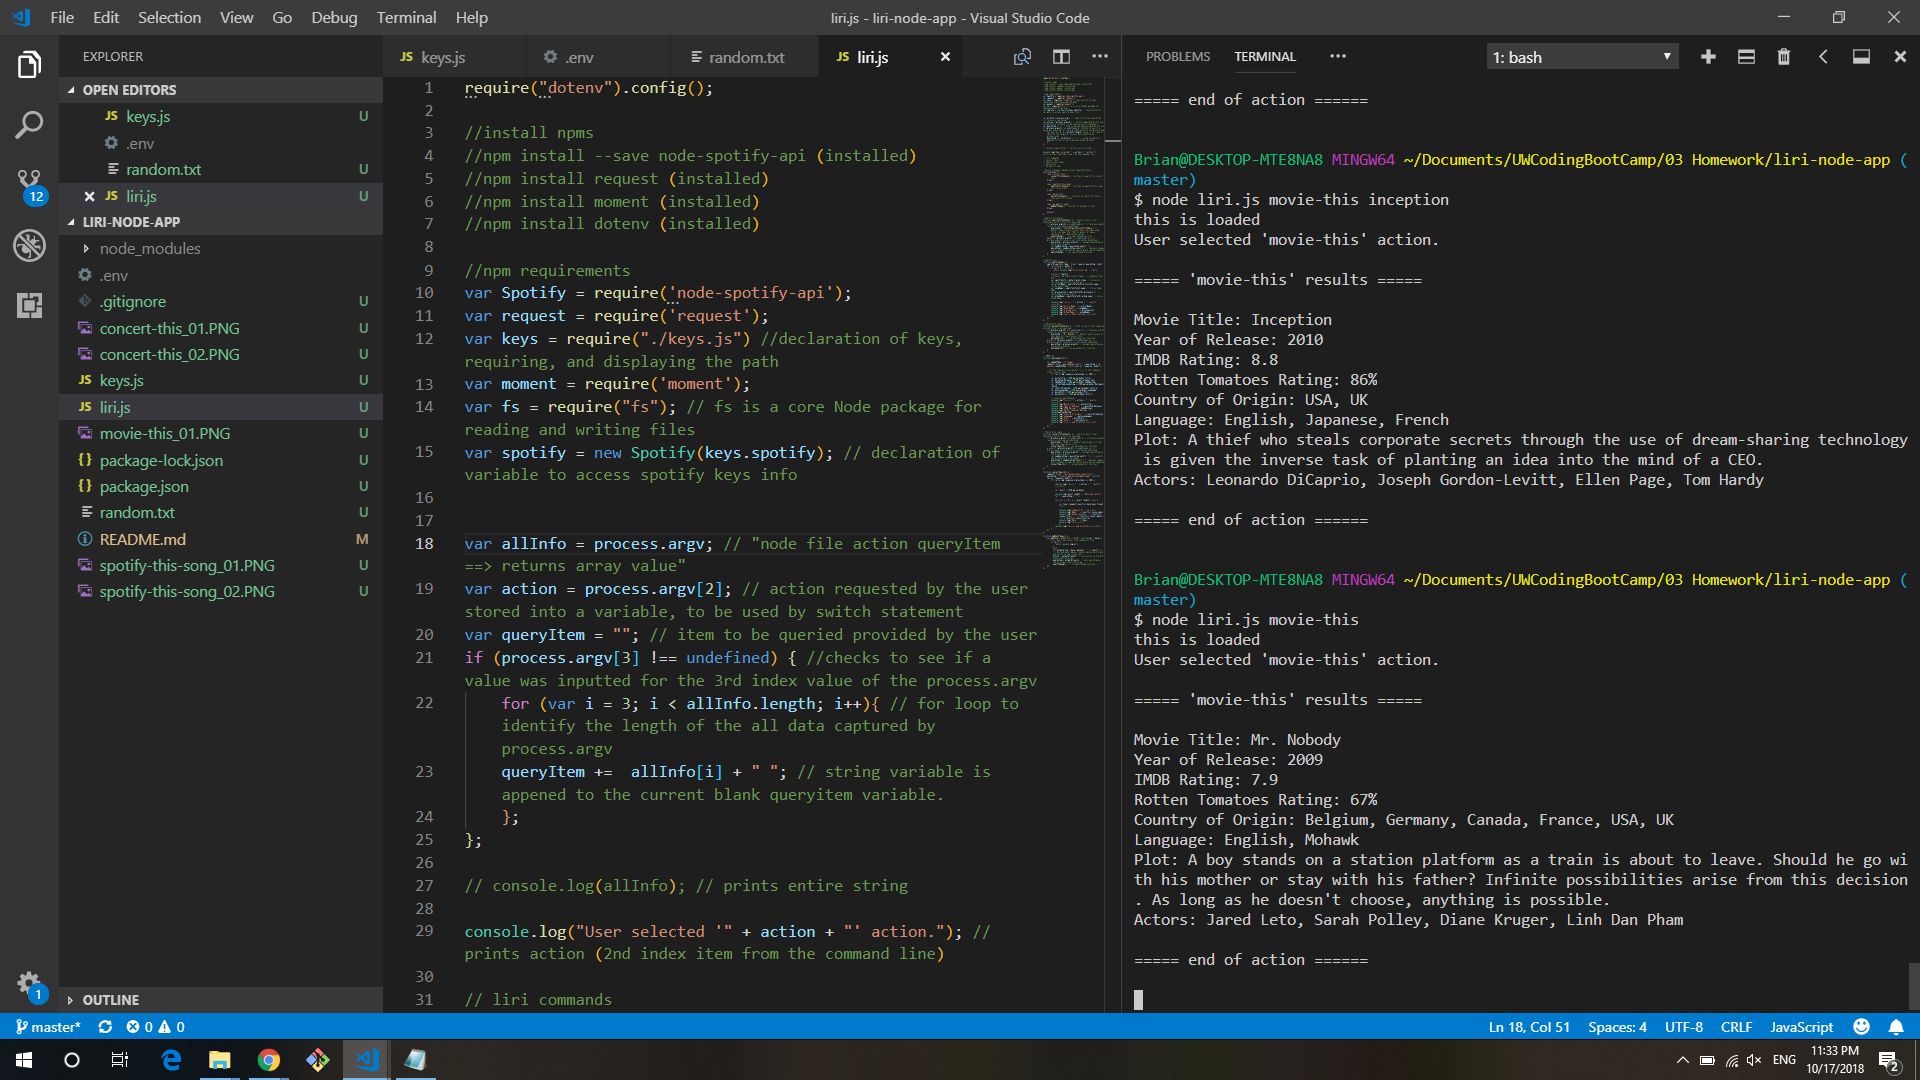 File Edit Selection View Go Debug Terminal Help
liri.js - liri-node-app - Visual Studio Code
EXPLORER
OPEN EDITORS
JS keys.js U
.env
random.txt U
JS liri.js U
LIRI-NODE-APP
node_modules
.env
.gitignore U
concert-this_01.PNG U
concert-this_02.PNG U
JS keys.js U
JS liri.js U
movie-this_01.PNG U
{} package-lock.json U
{} package.json U
random.txt U
README.md M
spotify-this-song_01.PNG U
spotify-this-song_02.PNG U
OUTLINE
12
1
JS keys.js
.env
random.txt
JS liri.js
1 require("dotenv").config();
2
3 //install npms
4 //npm install --save node-spotify-api (installed)
5 //npm install request (installed)
6 //npm install moment (installed)
7 //npm install dotenv (installed)
8
9 //npm requirements
10 var Spotify = require('node-spotify-api');
11 var request = require('request');
12 var keys = require("./keys.js") //declaration of keys,
requiring, and displaying the path
13 var moment = require('moment');
14 var fs = require("fs"); // fs is a core Node package for
reading and writing files
15 var spotify = new Spotify(keys.spotify); // declaration of
variable to access spotify keys info
16
17
18 var allInfo = process.argv; // "node file action queryItem
==> returns array value"
19 var action = process.argv[2]; // action requested by the user
stored into a variable, to be used by switch statement
20 var queryItem = ""; // item to be queried provided by the user
21 if (process.argv[3] !== undefined) { //checks to see if a
value was inputted for the 3rd index value of the process.argv
22 for (var i = 3; i < allInfo.length; i++){ // for loop to
identify the length of the all data captured by
process.argv
23 queryItem +=  allInfo[i] + " "; // string variable is
appened to the current blank queryitem variable.
24 };
25 };
26
27 // console.log(allInfo); // prints entire string
28
29 console.log("User selected '" + action + "' action."); //
prints action (2nd index item from the command line)
30
31 // liri commands
PROBLEMS TERMINAL 1: bash
===== end of action ======
Brian@DESKTOP-MTE8NA8 MINGW64 ~/Documents/UWCodingBootCamp/03 Homework/liri-node-app (
master)
$ node liri.js movie-this inception
this is loaded
User selected 'movie-this' action.
===== 'movie-this' results =====
Movie Title: Inception
Year of Release: 2010
IMDB Rating: 8.8
Rotten Tomatoes Rating: 86%
Country of Origin: USA, UK
Language: English, Japanese, French
Plot: A thief who steals corporate secrets through the use of dream-sharing technology
is given the inverse task of planting an idea into the mind of a CEO.
Actors: Leonardo DiCaprio, Joseph Gordon-Levitt, Ellen Page, Tom Hardy
===== end of action ======
Brian@DESKTOP-MTE8NA8 MINGW64 ~/Documents/UWCodingBootCamp/03 Homework/liri-node-app (
master)
$ node liri.js movie-this
this is loaded
User selected 'movie-this' action.
===== 'movie-this' results =====
Movie Title: Mr. Nobody
Year of Release: 2009
IMDB Rating: 7.9
Rotten Tomatoes Rating: 67%
Country of Origin: Belgium, Germany, Canada, France, USA, UK
Language: English, Mohawk
Plot: A boy stands on a station platform as a train is about to leave. Should he go wi
th his mother or stay with his father? Infinite possibilities arise from this decision
. As long as he doesn't choose, anything is possible.
Actors: Jared Leto, Sarah Polley, Diane Kruger, Linh Dan Pham
===== end of action ======
master* 0 0 Ln 18, Col 51 Spaces: 4 UTF-8 CRLF JavaScript
ENG 11:33 PM
10/17/2018 2